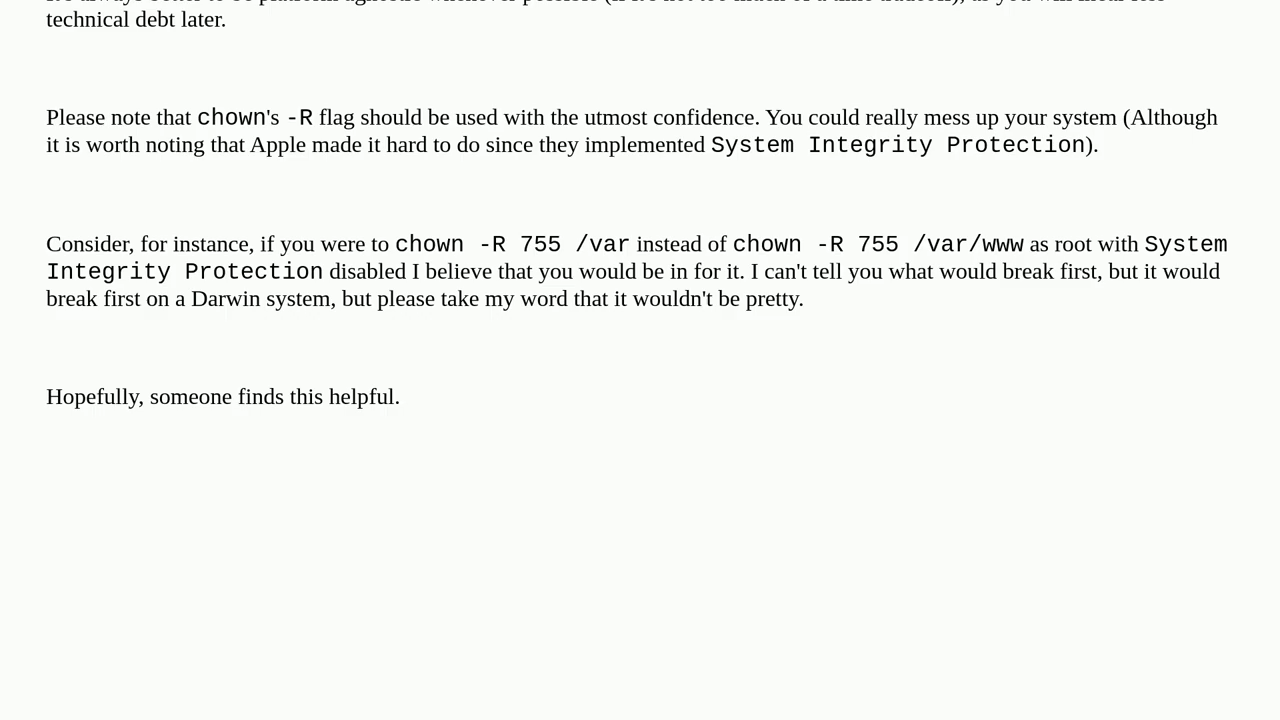 technical debt later.
Please note that chown's -R flag should be used with the utmost confidence. You could really mess up your system (Although
it is worth noting that Apple made it hard to do since they implemented System Integrity Protection).
Consider, for instance, if you were to chown -R 755 /var instead of chown -R 755 /var/www as root with System
Integrity Protection disabled I believe that you would be in for it. I can't tell you what would break first, but it would
break first on a Darwin system, but please take my word that it wouldn't be pretty.
Hopefully, someone finds this helpful.